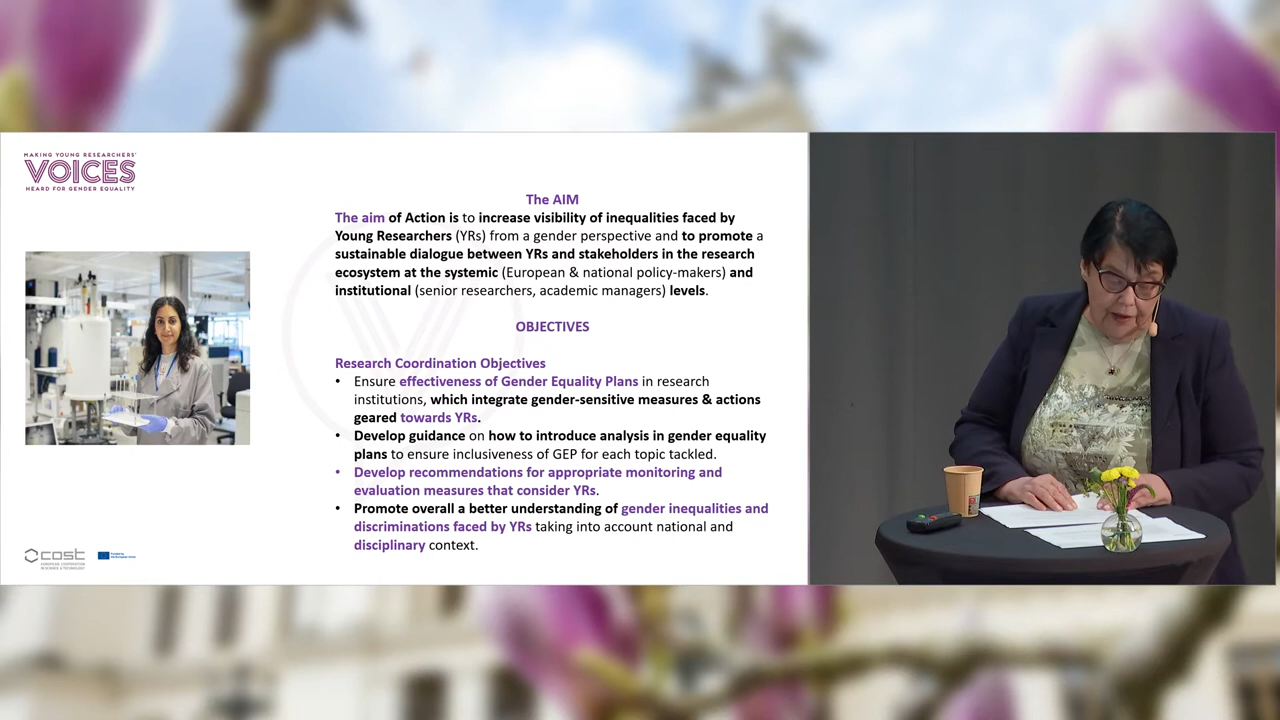 MAKING YOUNG RESEARCHERS'
VOICES
HEARD FOR GENDER EQUALITY
The AIM
The aim of Action is to increase visibility of inequalities faced by
Young Researchers (YRs) from a gender perspective and to promote a
sustainable dialogue between YRs and stakeholders in the research
ecosystem at the systemic (European & national policy-makers) and
institutional (senior researchers, academic managers) levels.
OBJECTIVES
Research Coordination Objectives
• Ensure effectiveness of Gender Equality Plans in research
institutions, which integrate gender-sensitive measures & actions
geared towards YRs.
• Develop guidance on how to introduce analysis in gender equality
plans to ensure inclusiveness of GEP for each topic tackled.
• Develop recommendations for appropriate monitoring and
evaluation measures that consider YRs.
• Promote overall a better understanding of gender inequalities and
discriminations faced by YRs taking into account national and
disciplinary context.
cost
EUROPEAN COOPERATION
IN SCIENCE & TECHNOLOGY
Funded by
the European Union